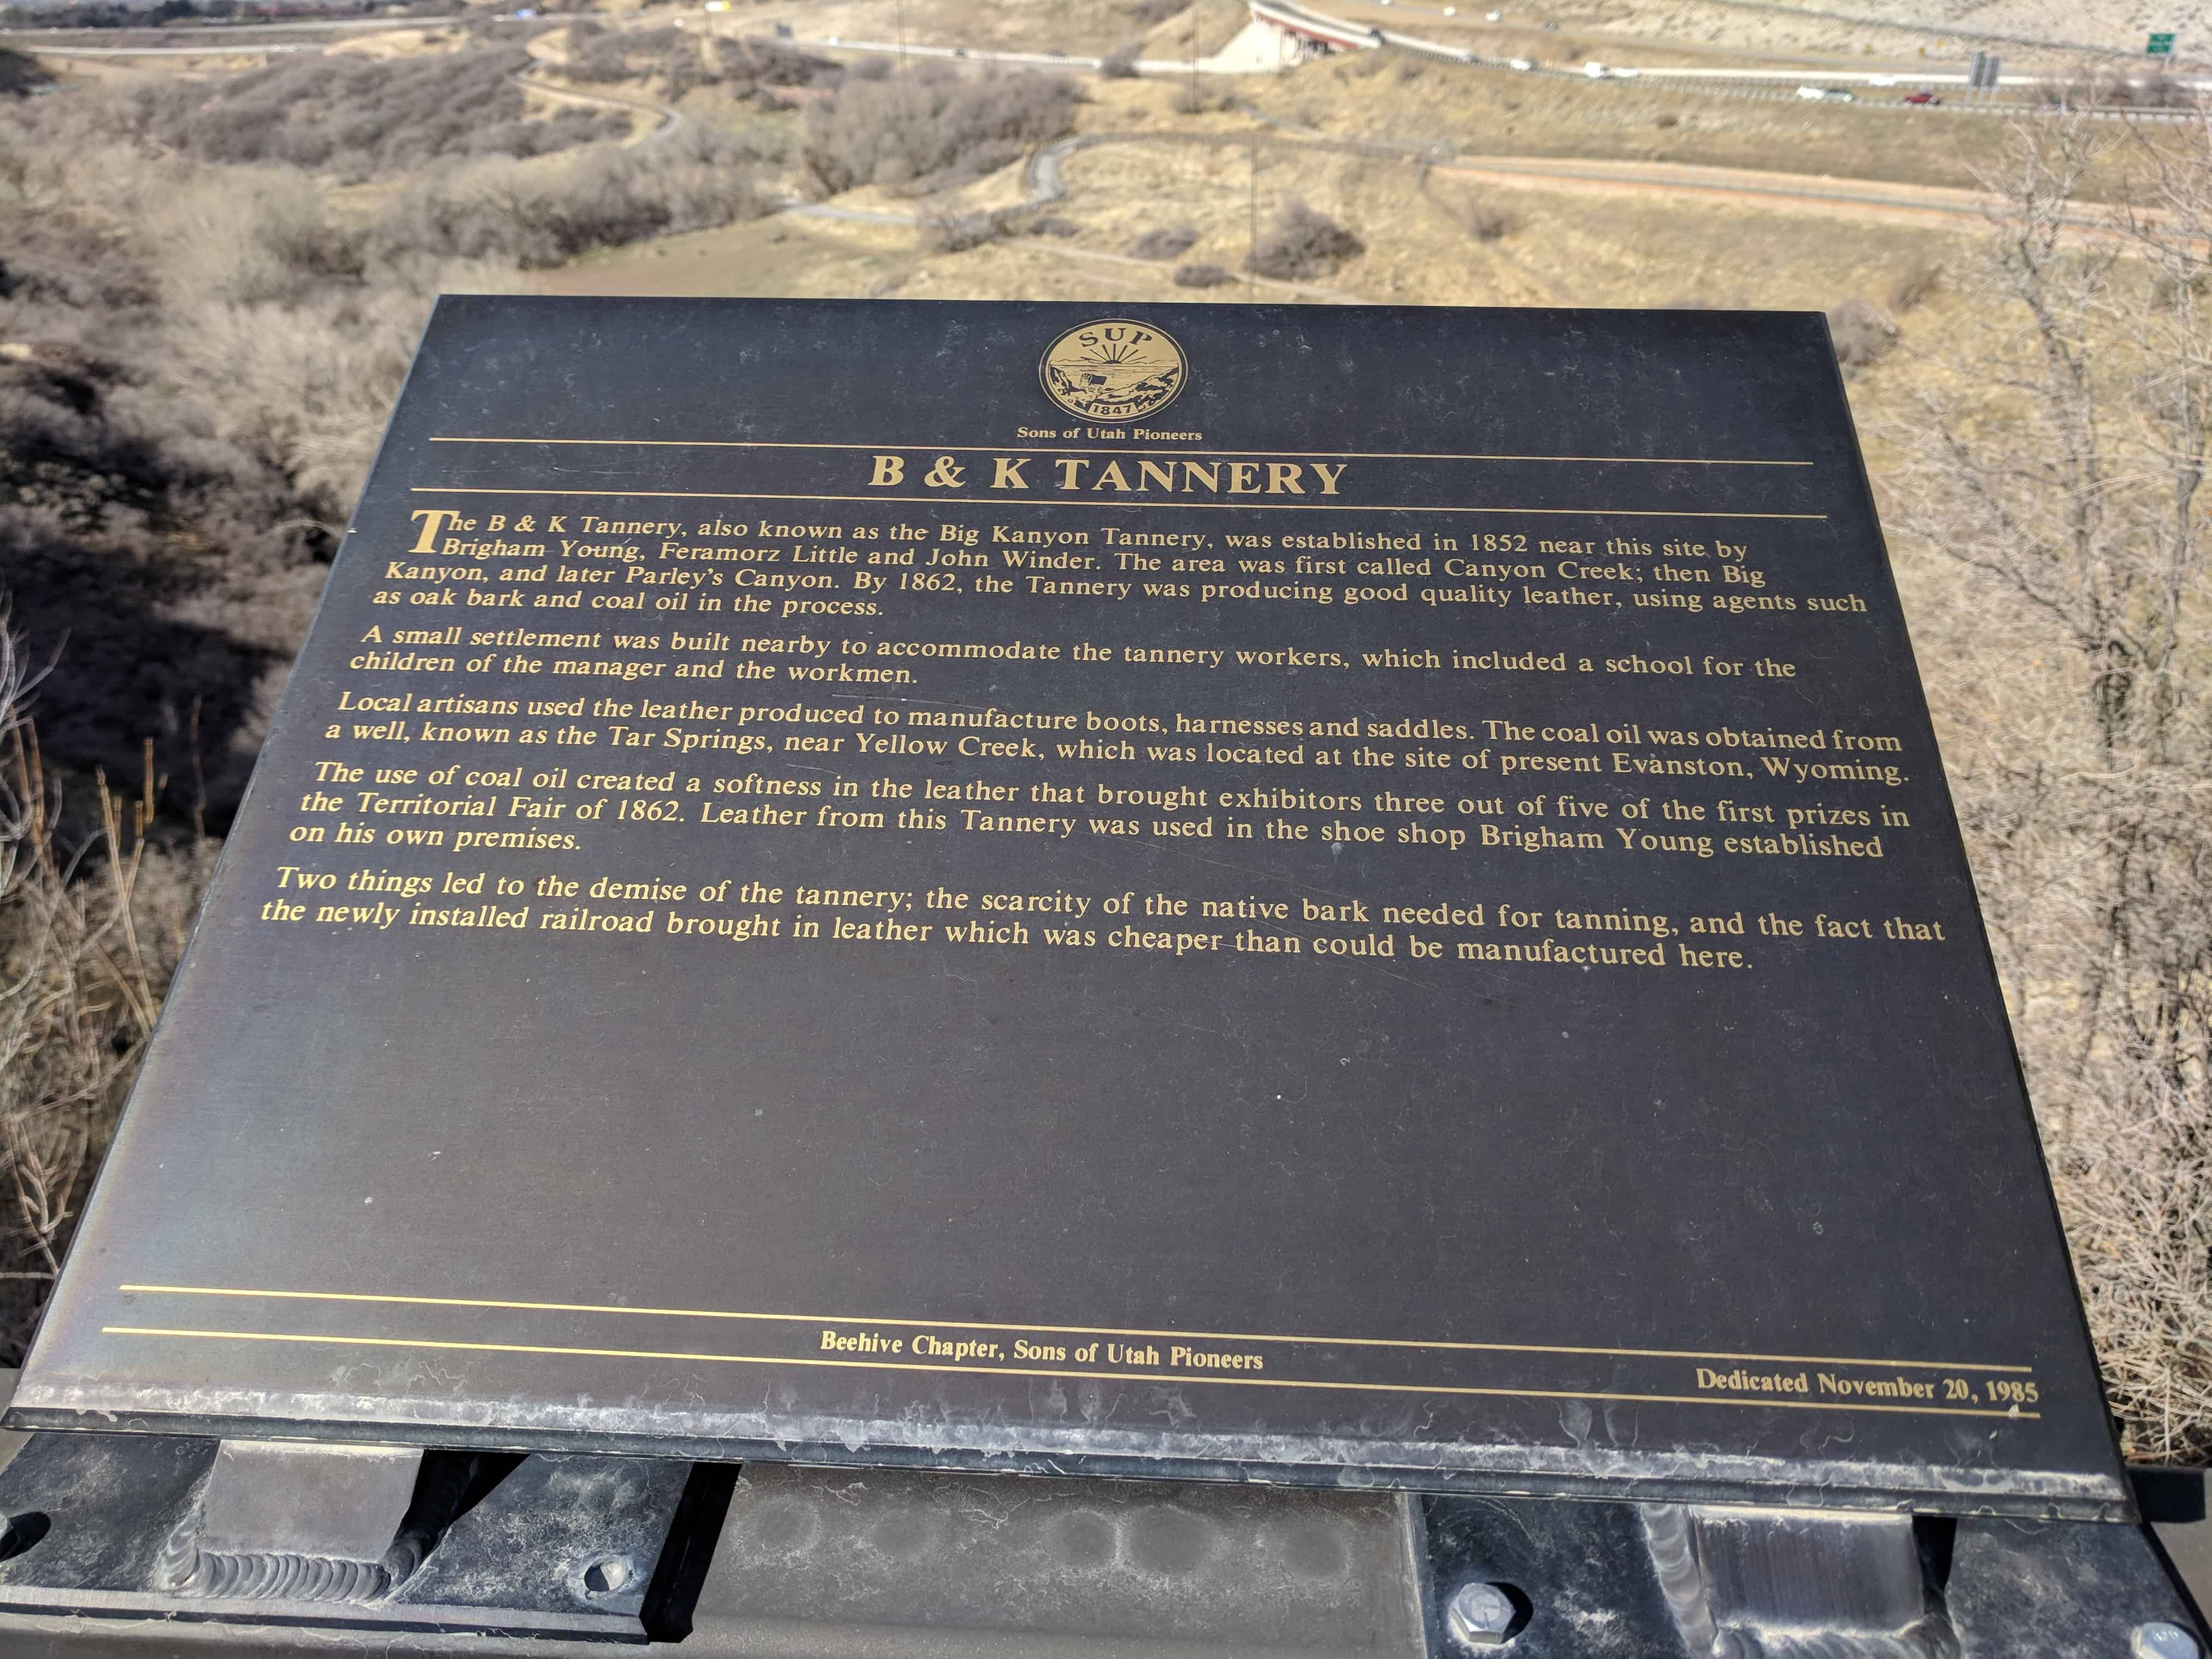 SUP
1847
Sons of Utah Pioneers
B & K TANNERY
The B & K Tannery, also known as the Big Kanyon Tannery, was established in 1852 near this site by
Brigham Young, Feramorz Little and John Winder. The area was first called Canyon Creek; then Big
Kanyon, and later Parley's Canyon. By 1862, the Tannery was producing good quality leather, using agents such
as oak bark and coal oil in the process.
A small settlement was built nearby to accommodate the tannery workers, which included a school for the
children of the manager and the workmen.
Local artisans used the leather produced to manufacture boots, harnesses and saddles. The coal oil was obtained from
a well, known as the Tar Springs, near Yellow Creek, which was located at the site of present Evanston, Wyoming.
The use of coal oil created a softness in the leather that brought exhibitors three out of five of the first prizes in
the Territorial Fair of 1862. Leather from this Tannery was used in the shoe shop Brigham Young established
on his own premises.
Two things led to the demise of the tannery; the scarcity of the native bark needed for tanning, and the fact that
the newly installed railroad brought in leather which was cheaper than could be manufactured here.
Beehive Chapter, Sons of Utah Pioneers
Dedicated November 20, 1985